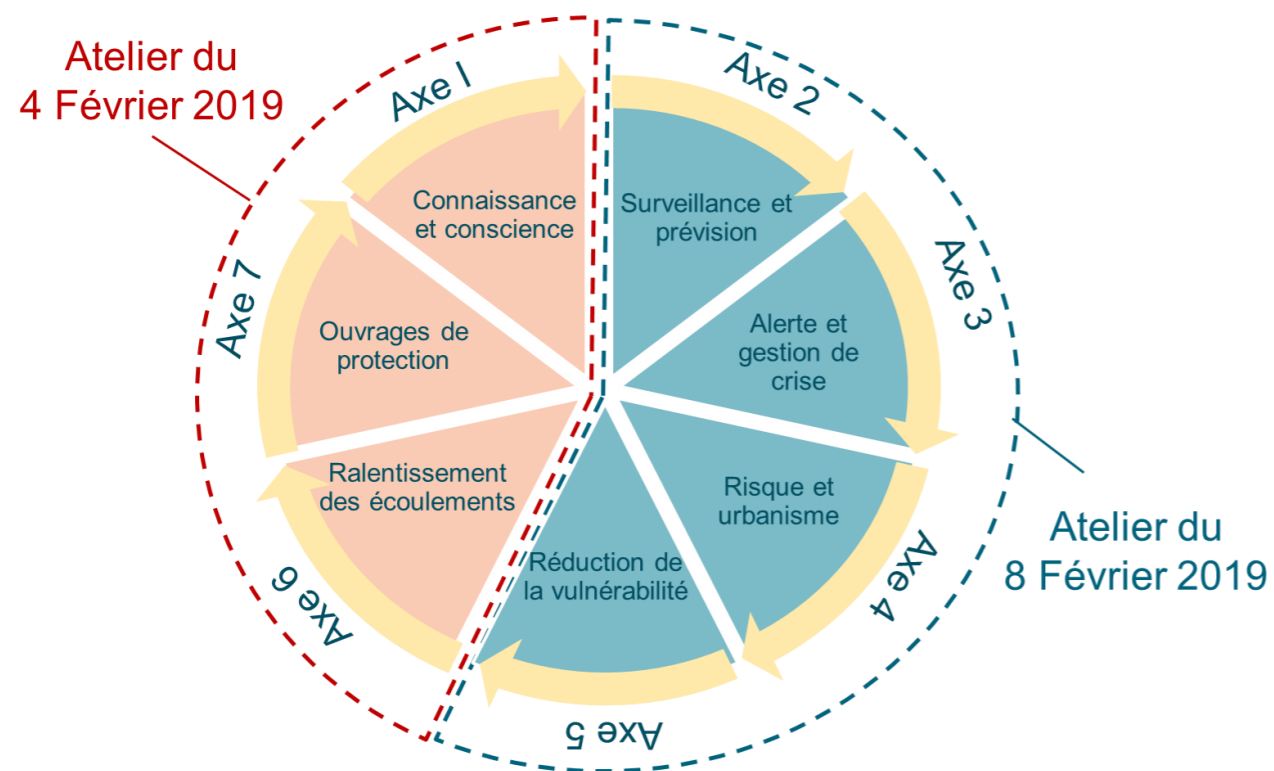 Atelier du
4 Février 2019
Axe I
Connaissance
et conscience
Axe 2
Surveillance et
prévision
Axe 3
Alerte et
gestion de
crise
Axe 4
Risque et
urbanisme
Atelier du
8 Février 2019
Axe 5
Réduction de
la vulnérabilité
Axe 6
Ralentissement
des écoulements
Axe 7
Ouvrages de
protection